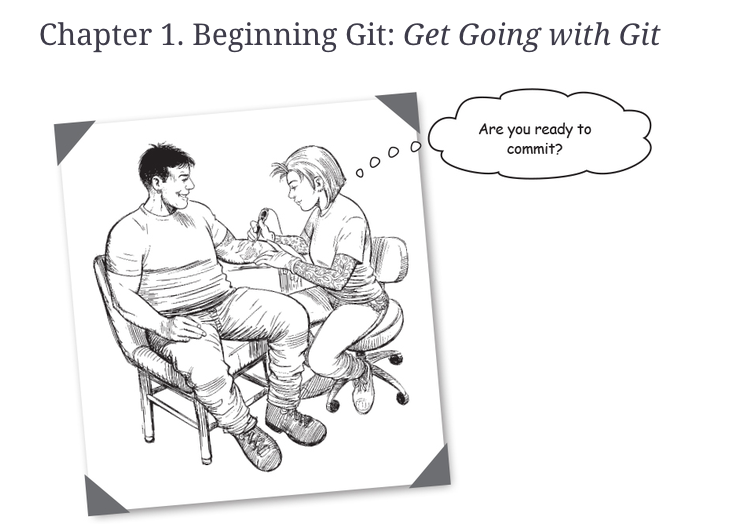 Chapter 1. Beginning Git: Get Going with Git
Are you ready to
commit?